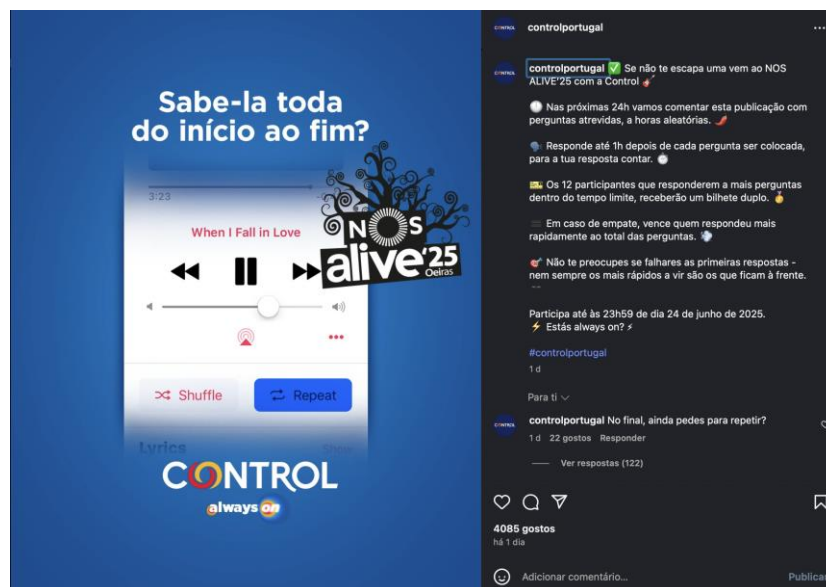 Sabe-la toda
do início ao fim?
3:23
When I Fall in Love
NOS
alive'25
Oeiras
Shuffle
Repeat
Lyrics
Show
CONTROL
always on
CONTROL
controlportugal
CONTROL
controlportugal ✅ Se não te escapa uma vem ao NOS
ALIVE'25 com a Control 🎸
🕛 Nas próximas 24h vamos comentar esta publicação com
perguntas atrevidas, a horas aleatórias. 🌶️
🗣️ Responde até 1h depois de cada pergunta ser colocada,
para a tua resposta contar. ⏱️
🎫 Os 12 participantes que responderem a mais perguntas
dentro do tempo limite, receberão um bilhete duplo. 🥇
🟰 Em caso de empate, vence quem respondeu mais
rapidamente ao total das perguntas. 💨
🎯 Não te preocupes se falhares as primeiras respostas -
nem sempre os mais rápidos a vir são os que ficam à frente.
Participa até às 23h59 de dia 24 de junho de 2025.
⚡ Estás always on? ⚡
#controlportugal
1 d
Para ti
CONTROL
controlportugal No final, ainda pedes para repetir?
1 d 22 gostos Responder
Ver respostas (122)
4085 gostos
há 1 dia
Adicionar comentário...
Publicar